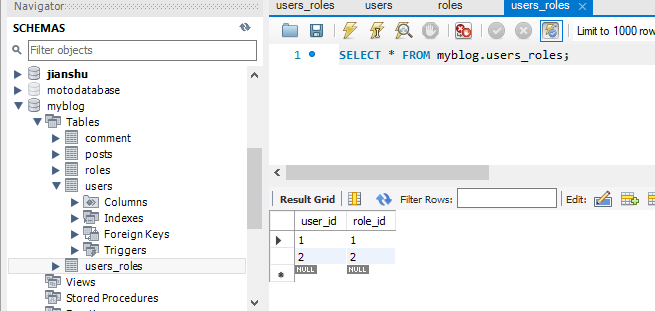 Navigator
SCHEMAS
Filter objects
jianshu
motodatabase
myblog
Tables
comment
posts
roles
users
Columns
Indexes
Foreign Keys
Triggers
users_roles
Views
Stored Procedures
users_roles users roles users_roles
Limit to 1000 row
1 SELECT * FROM myblog.users_roles;
Result Grid Filter Rows: Edit:
user_id role_id
1 1
2 2
NULL NULL